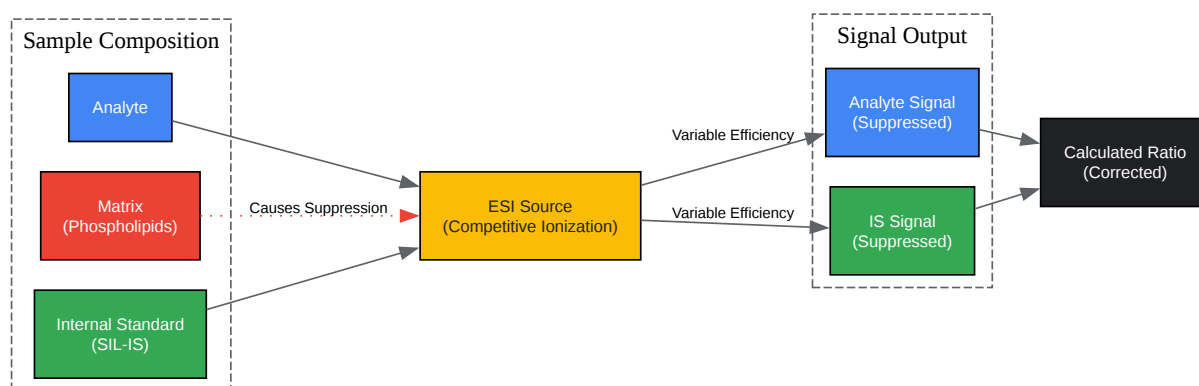 Sample Composition
Analyte
Matrix
(Phospholipids)
Internal Standard
(SIL-IS)
Causes Suppression
ESI Source
(Competitive Ionization)
Variable Efficiency
Variable Efficiency
Signal Output
Analyte Signal
(Suppressed)
IS Signal
(Suppressed)
Calculated Ratio
(Corrected)